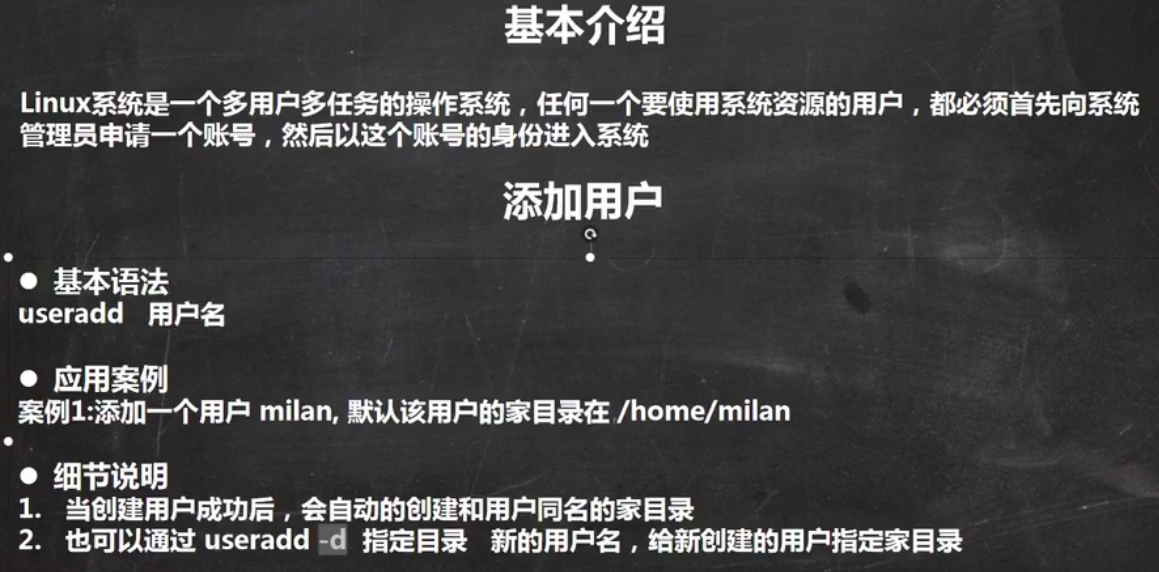 基本介绍
Linux系统是一个多用户多任务的操作系统，任何一个要使用系统资源的用户，都必须首先向系统
管理员申请一个账号，然后以这个账号的身份进入系统
添加用户
● 基本语法
useradd 用户名
● 应用案例
案例1:添加一个用户 milan, 默认该用户的家目录在 /home/milan
● 细节说明
1. 当创建用户成功后，会自动的创建和用户同名的家目录
2. 也可以通过 useradd -d 指定目录 新的用户名，给新创建的用户指定家目录